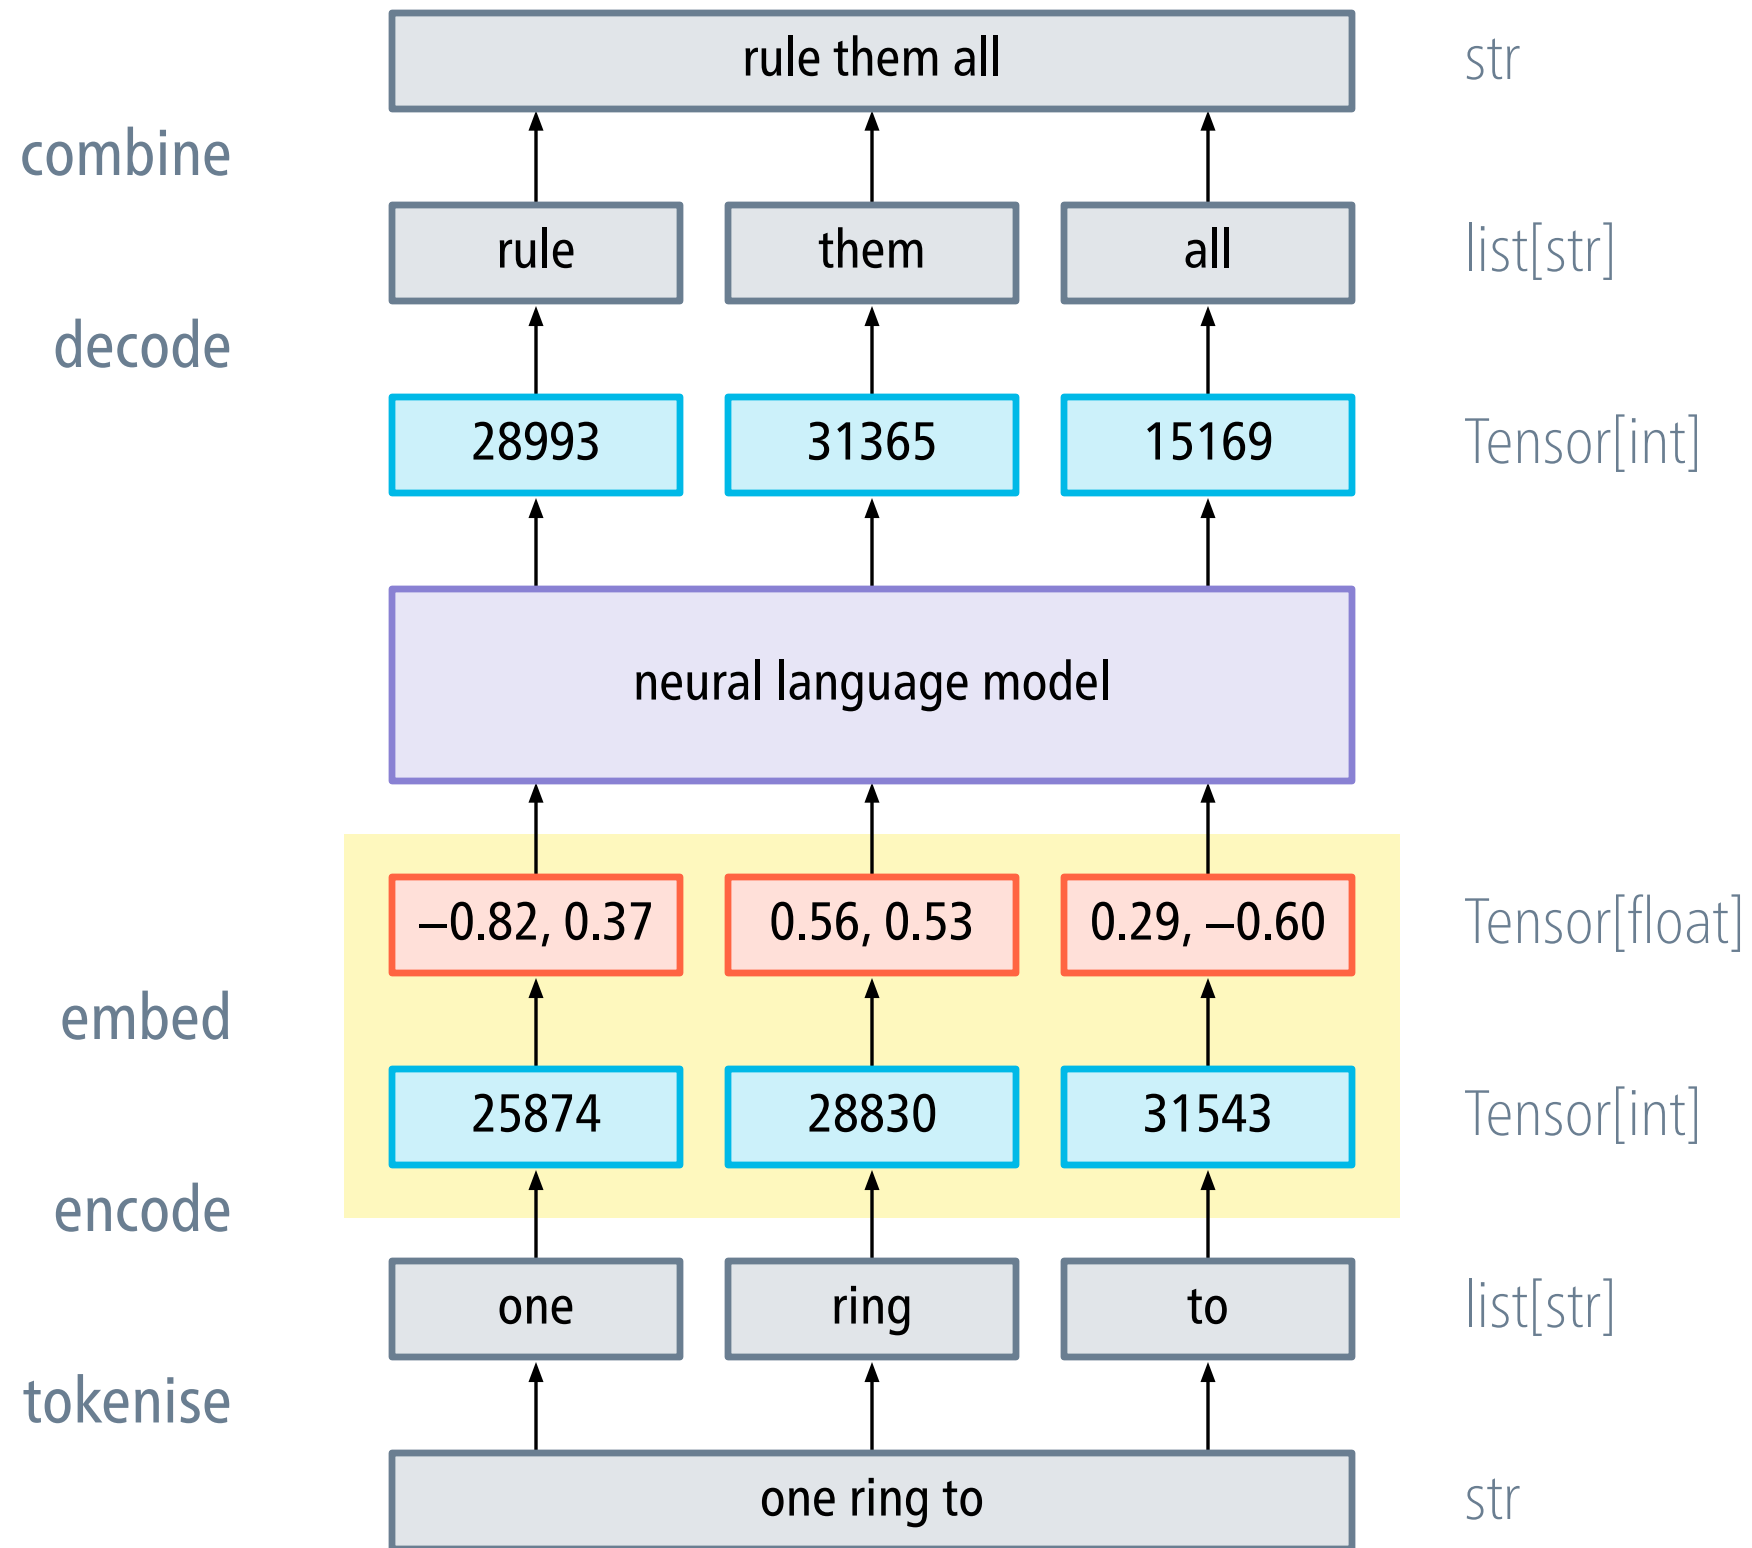 rule them all str
combine
rule them all list[str]
decode
28993 31365 15169 Tensor[int]
neural language model
–0.82, 0.37 0.56, 0.53 0.29, –0.60 Tensor[float]
embed
25874 28830 31543 Tensor[int]
encode
one ring to list[str]
tokenise
one ring to str